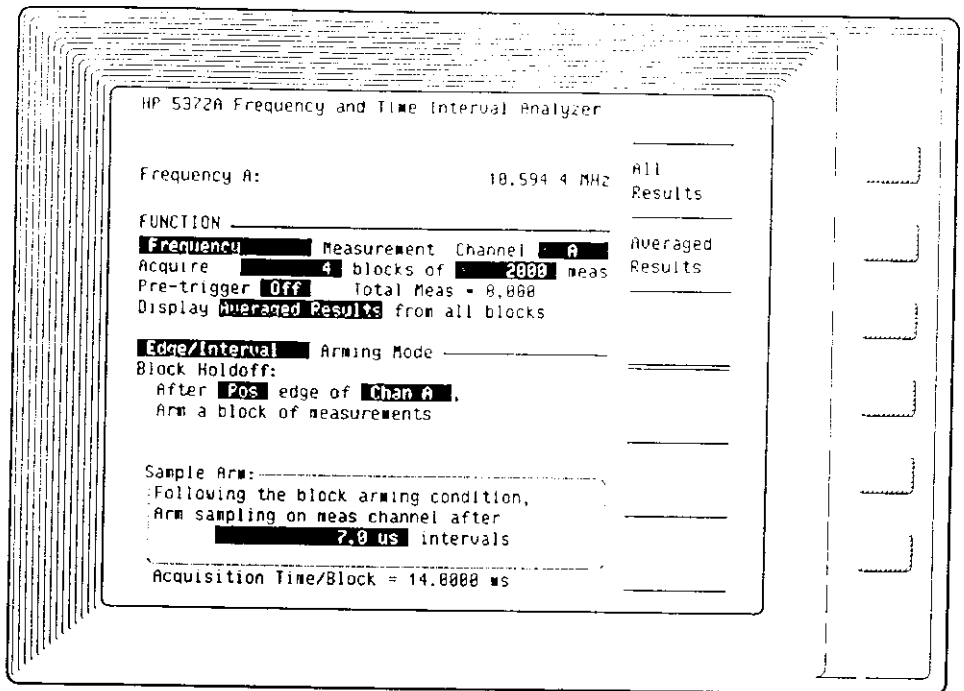 HP 5372A Frequency and Time Interval Analyzer
Frequency A: 10.594 4 MHz
All
Results
FUNCTION
Frequency Measurement Channel A
Averaged
Results
Acquire 4 blocks of 2000 meas
Pre-trigger Off Total Meas = 8,000
Display Averaged Results from all blocks
Edge/Interval Arming Mode
Block Holdoff:
After Pos edge of Chan A,
Arm a block of measurements
Sample Arm:
Following the block arming condition,
Arm sampling on meas channel after
7.0 us intervals
Acquisition Time/Block = 14.0000 ms